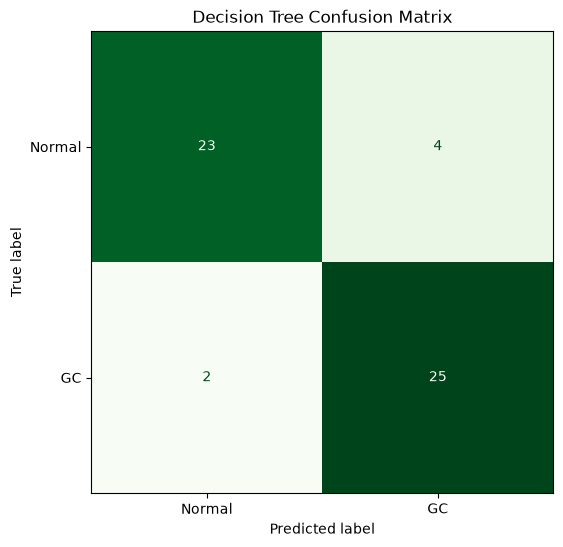 Decision Tree Confusion Matrix
Normal
23
4
True label
GC
2
25
Normal
GC
Predicted label